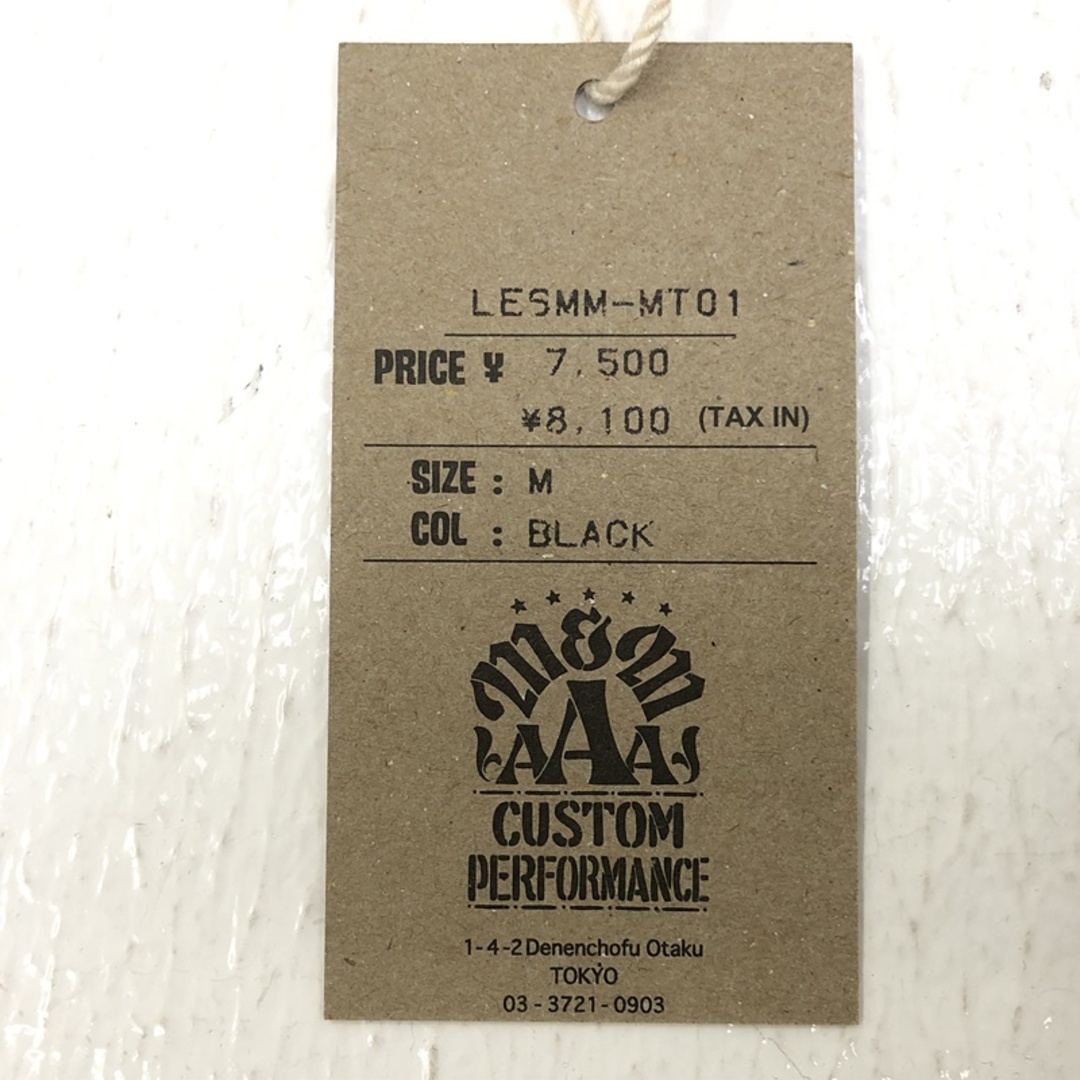 LESMM-MT01
PRICE ¥ 7,500
¥8,100 (TAX IN)
SIZE : M
COL : BLACK
M&M
AAA
CUSTOM
PERFORMANCE
1-4-2 Denenchofu Otaku
TOKYO
03-3721-0903